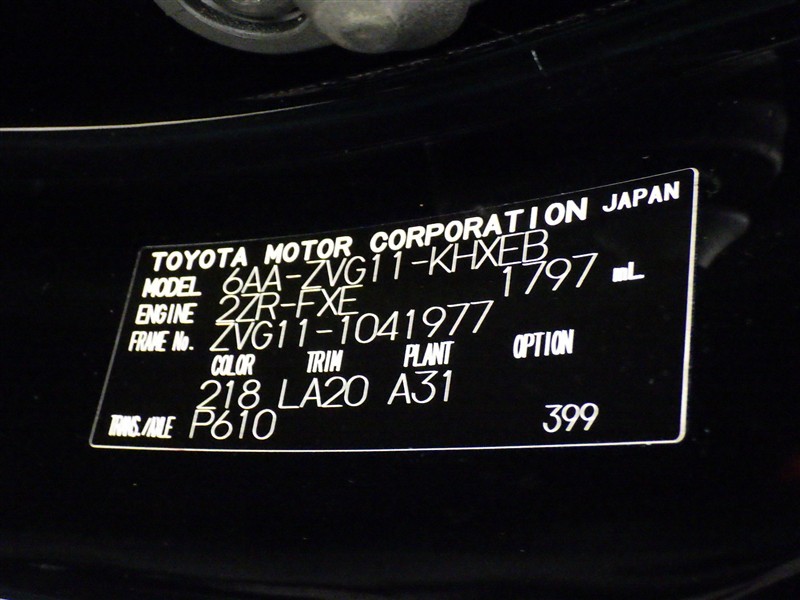 TOYOTA MOTOR CORPORATION JAPAN
MODEL 6AA-ZVG11-KHXEB
ENGINE 2ZR-FXE 1797 mL
FRAME No. ZVG11-1041977
COLOR TRIM PLANT OPTION
218 LA20 A31
TRANS./AXLE P610 399